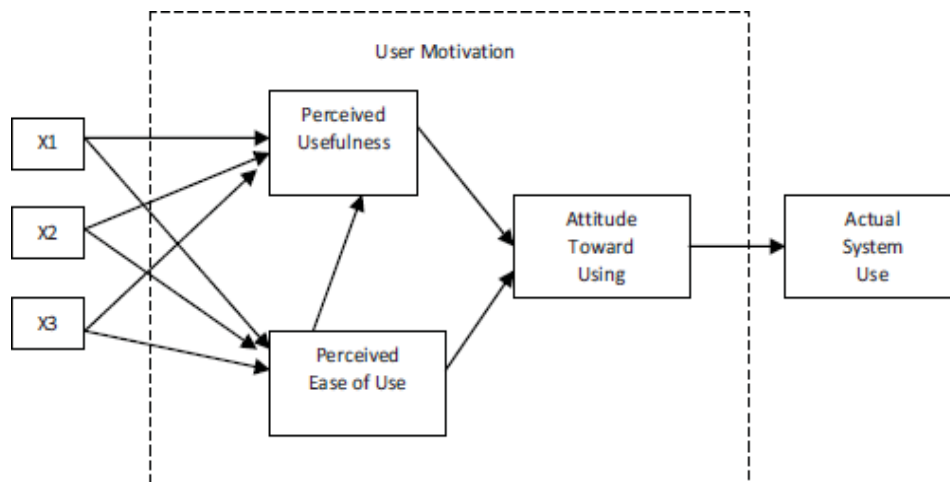 User Motivation
X1
X2
X3
Perceived
Usefulness
Perceived
Ease of Use
Attitude
Toward
Using
Actual
System
Use